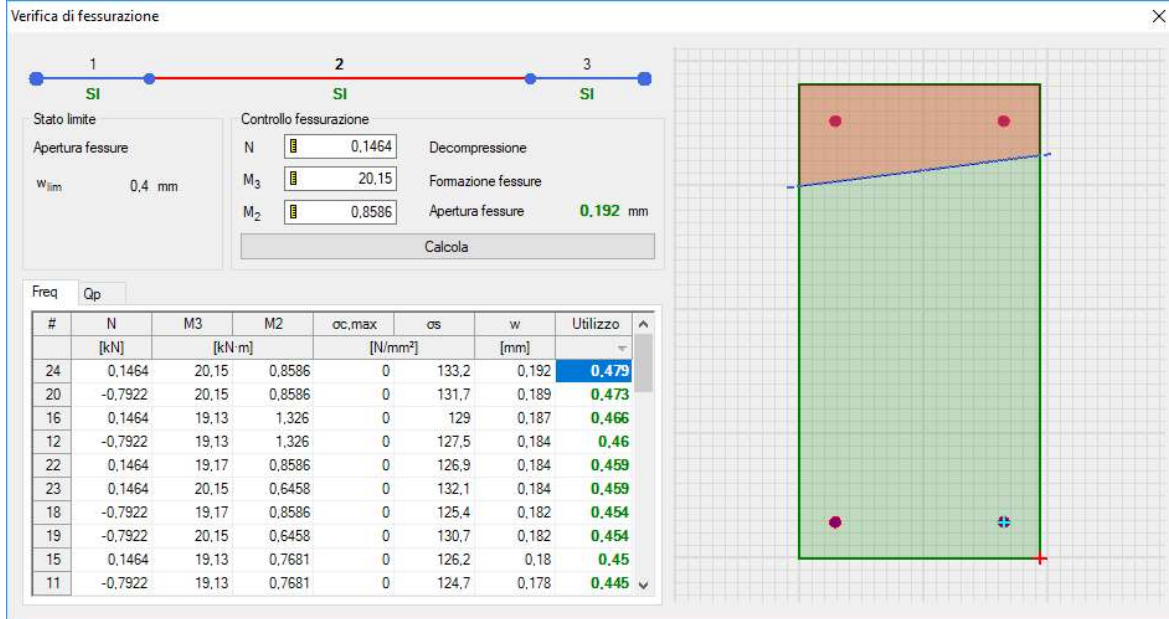 Verifica di fessurazione
1 2 3
SI SI SI
Stato limite
Apertura fessure
wlim 0,4 mm
Controllo fessurazione
N 0,1464 Decompressione
M3 20,15 Formazione fessure
M2 0,8586 Apertura fessure 0,192 mm
Calcola
Freq Qp
# N M3 M2 σc,max σs w Utilizzo
[kN] [kN·m] [N/mm²] [mm]
24 0,1464 20,15 0,8586 0 133,2 0,192 0,479
20 -0,7922 20,15 0,8586 0 131,7 0,189 0,473
16 0,1464 19,13 1,326 0 129 0,187 0,466
12 -0,7922 19,13 1,326 0 127,5 0,184 0,46
22 0,1464 19,17 0,8586 0 126,9 0,184 0,459
23 0,1464 20,15 0,6458 0 132,1 0,184 0,459
18 -0,7922 19,17 0,8586 0 125,4 0,182 0,454
19 -0,7922 20,15 0,6458 0 130,7 0,182 0,454
15 0,1464 19,13 0,7681 0 126,2 0,18 0,45
11 -0,7922 19,13 0,7681 0 124,7 0,178 0,445